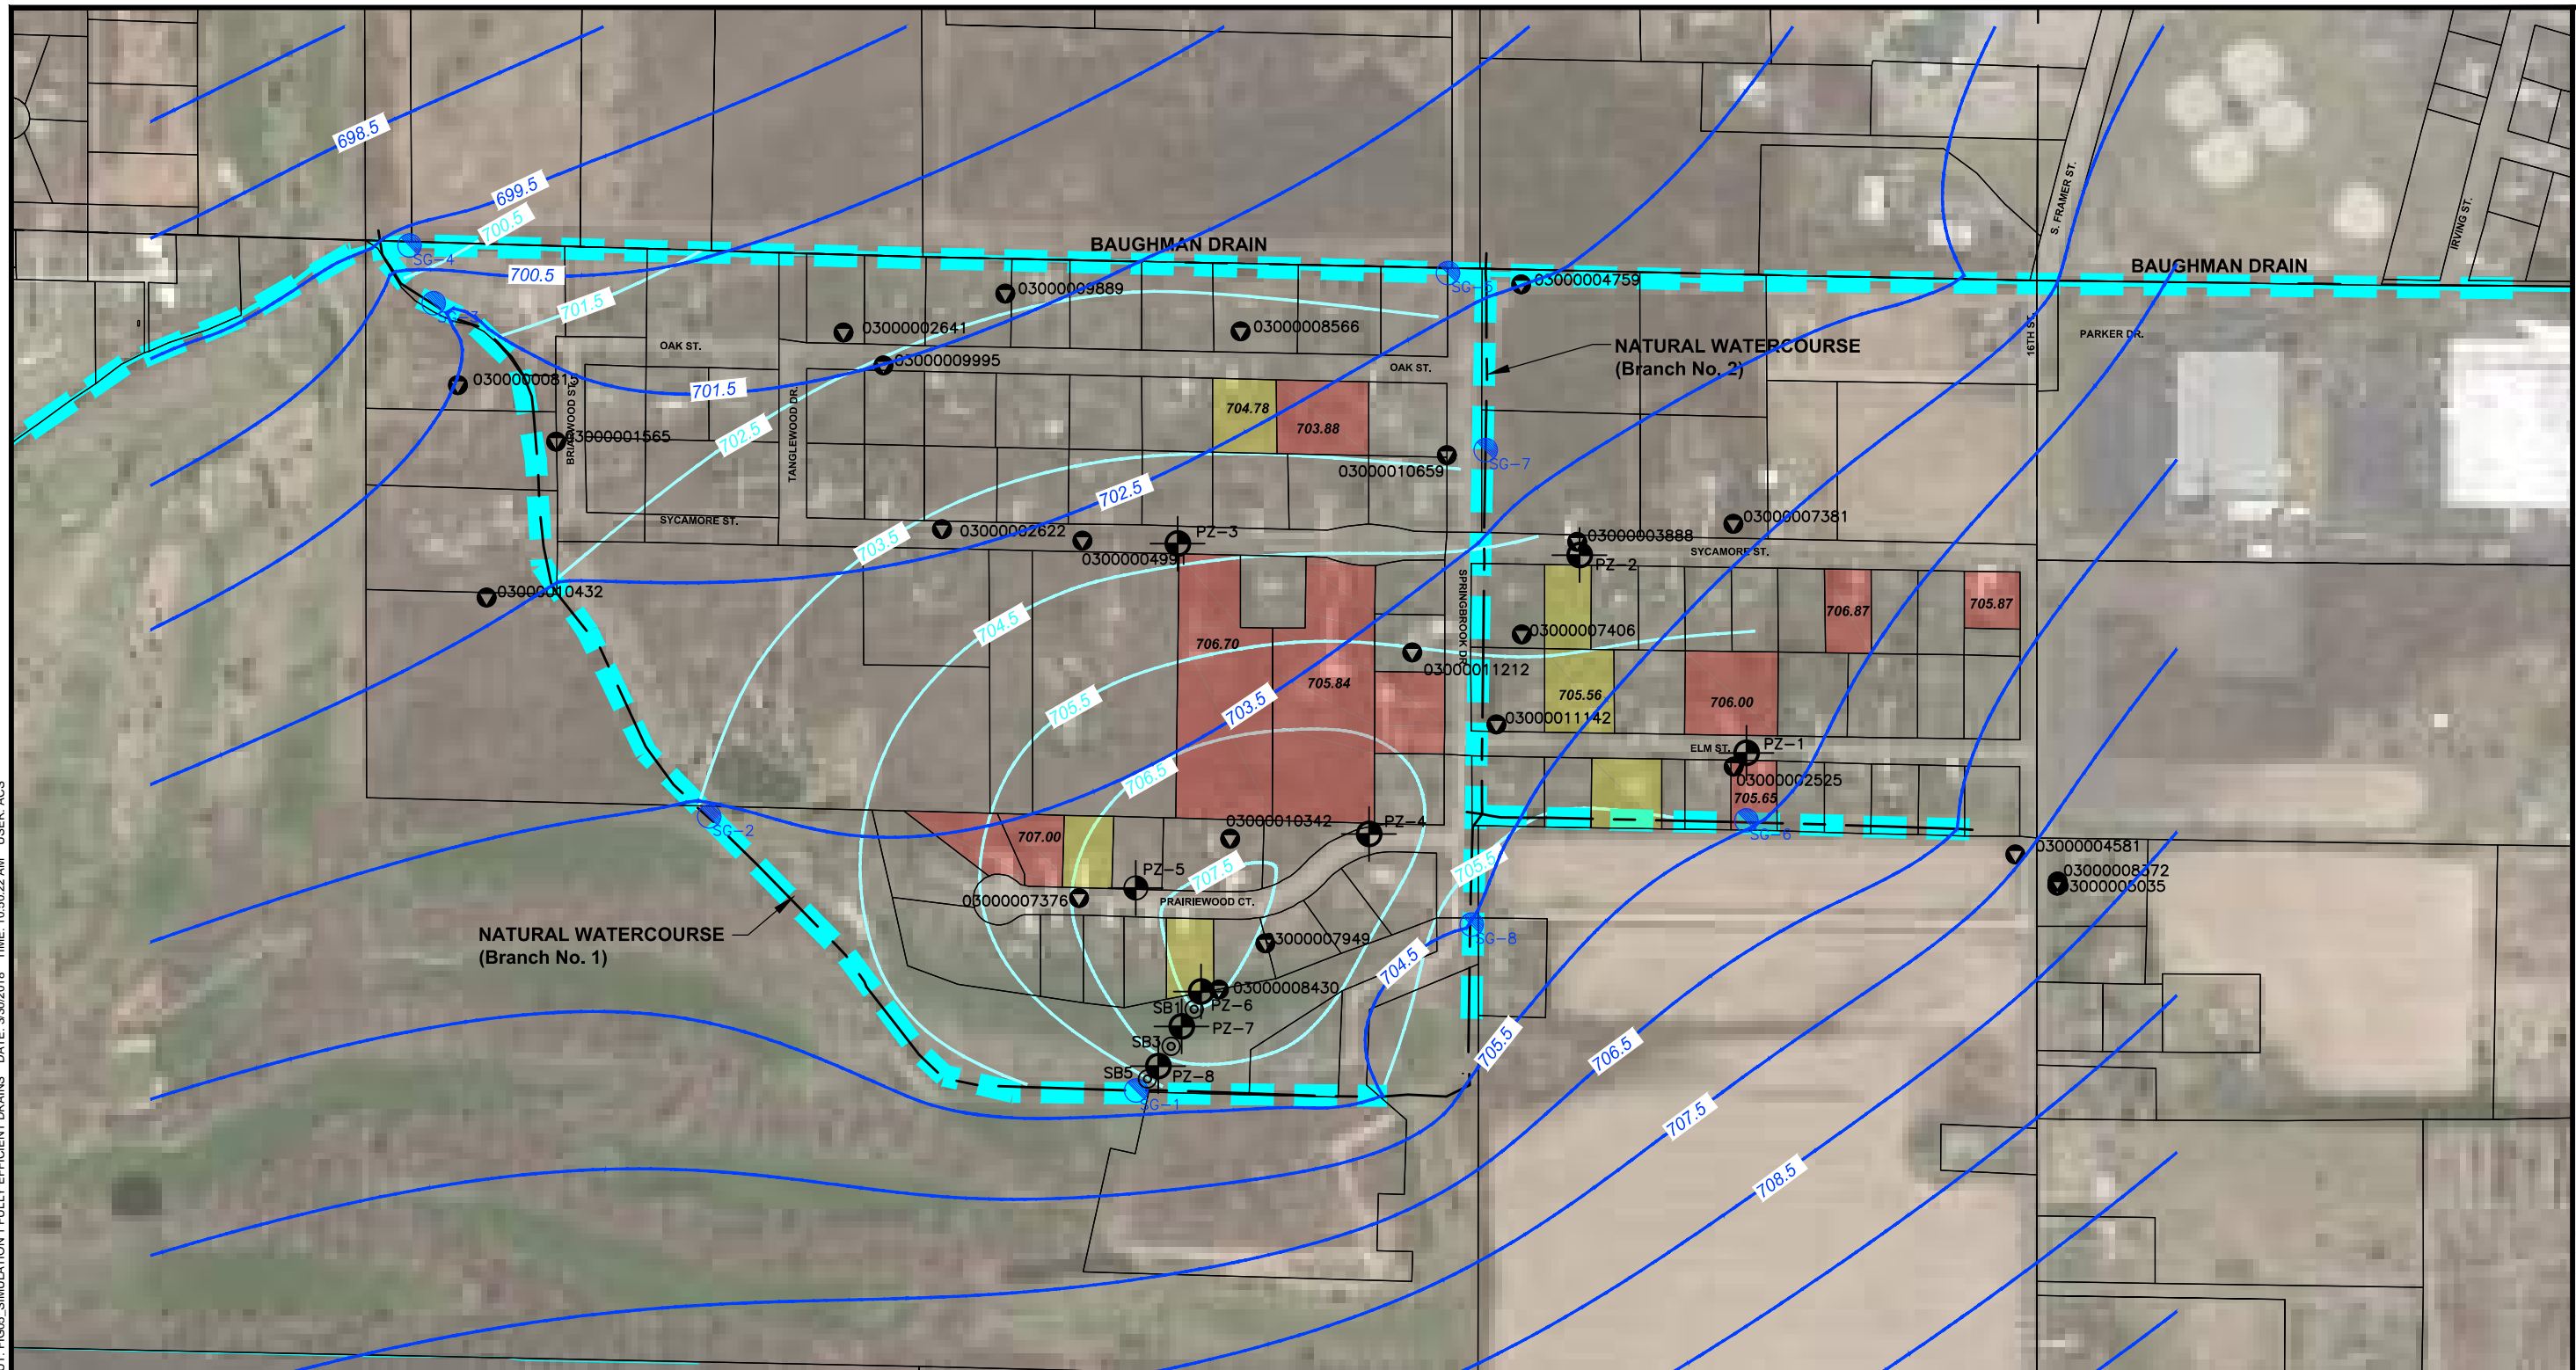 698.5
699.5
700.5
SG-4
700.5
BAUGHMAN DRAIN
BAUGHMAN DRAIN
S. FRAMER ST.
IRVING ST.
SG-5
03000004759
03000009889
701.5
03000002641
03000008566
16TH ST.
PARKER DR.
OAK ST.
OAK ST.
NATURAL WATERCOURSE
(Branch No. 2)
03000009995
BRIARWOOD ST.
701.5
TANGLEWOOD DR.
704.78
703.88
702.5
03000001565
03000010659
SG-7
702.5
SYCAMORE ST.
03000002622
PZ-3
703.5
03000007381
03000003888
SYCAMORE ST.
PZ-2
03000010432
SPRINGBROOK DR.
706.87
705.87
704.5
706.70
03000007406
03000011212
705.84
705.56
706.00
705.5
703.5
03000011142
ELM ST.
PZ-1
706.5
03000002525
705.65
SG-2
03000010342
PZ-4
SG-6
707.00
03000004581
PZ-5
707.5
705.5
03000008372
03000005035
03000007376
PRAIRIEWOOD CT.
NATURAL WATERCOURSE
(Branch No. 1)
03000007949
SG-8
704.5
03000008430
SB1
PZ-6
PZ-7
SB3
SB5
PZ-8
SG-1
705.5
706.5
707.5
708.5